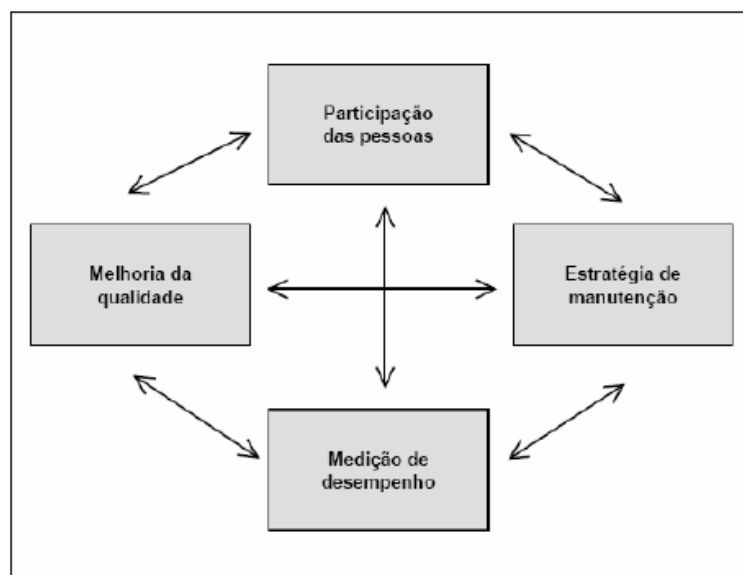 Participação
das pessoas
Melhoria da
qualidade
Estratégia de
manutenção
Medição de
desempenho